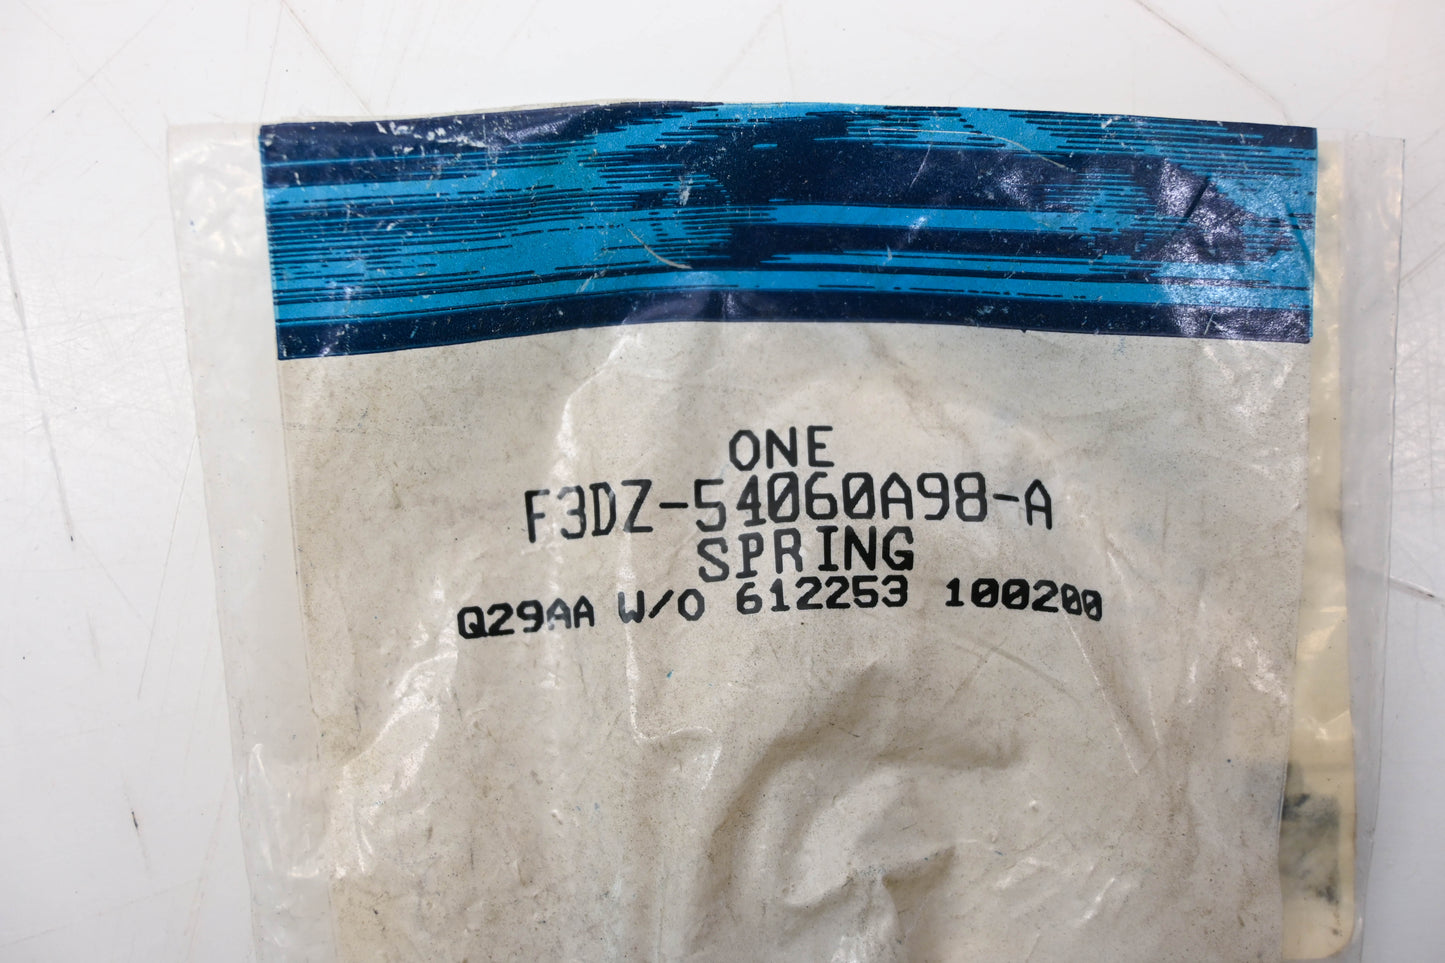 ONE
F3DZ-54060A98-A
SPRING
Q29AA W/O 612253 100200